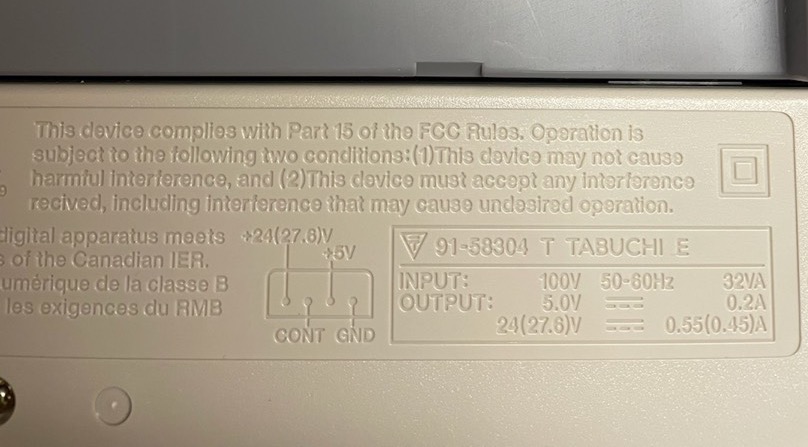 This device complies with Part 15 of the FCC Rules. Operation is
subject to the following two conditions:(1)This device may not cause
harmful interference, and (2)This device must accept any interference
recived, including interference that may cause undesired operation.
digital apparatus meets
of the Canadian IER.
numérique de la classe B
les exigences du RMB
+24(27.6)V
+5V
CONT GND
91-58304 T TABUCHI E
INPUT: 100V 50-60Hz 32VA
OUTPUT: 5.0V 0.2A
24(27.6)V 0.55(0.45)A